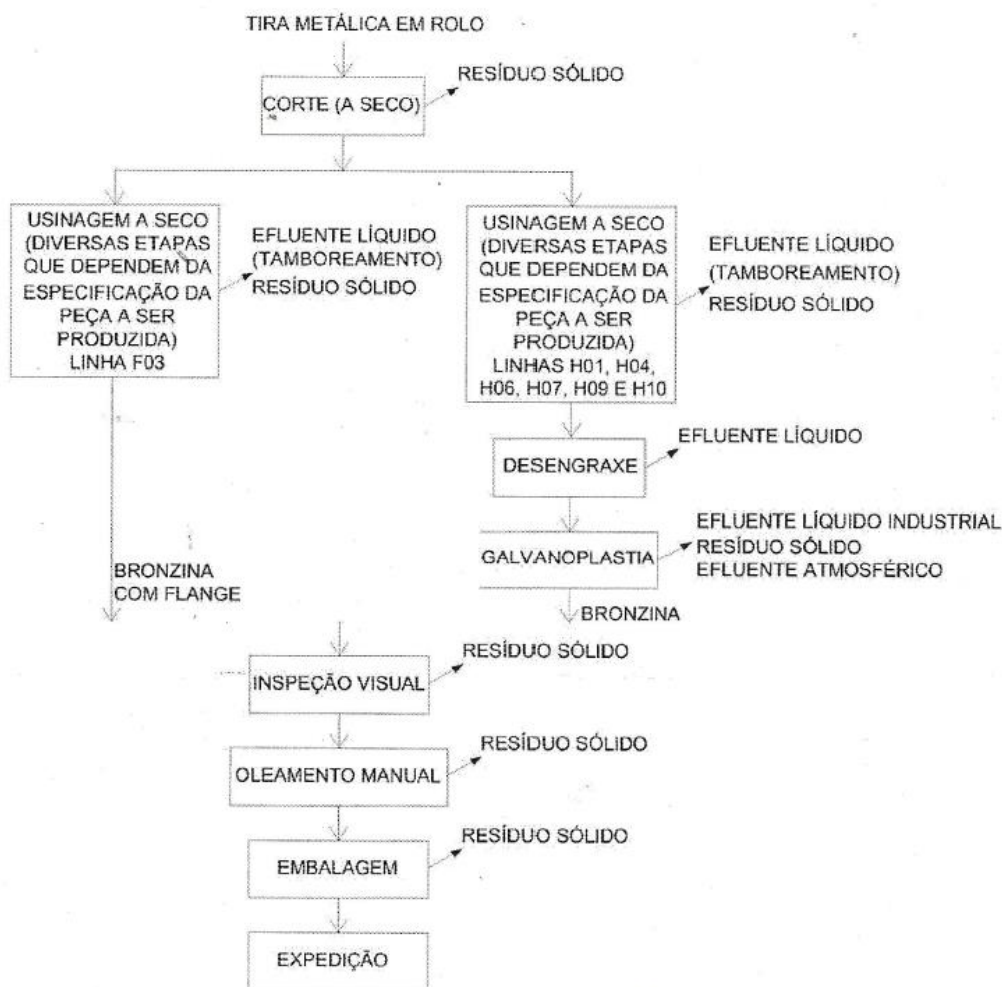 TIRA METÁLICA EM ROLO
RESÍDUO SÓLIDO
CORTE (A SECO)
USINAGEM A SECO
(DIVERSAS ETAPAS
QUE DEPENDEM DA
ESPECIFICAÇÃO DA
PEÇA A SER
PRODUZIDA)
LINHA F03
EFLUENTE LÍQUIDO
(TAMBOREAMENTO)
RESÍDUO SÓLIDO
USINAGEM A SECO
(DIVERSAS ETAPAS
QUE DEPENDEM DA
ESPECIFICAÇÃO DA
PEÇA A SER
PRODUZIDA)
LINHAS H01, H04,
H06, H07, H09 E H10
EFLUENTE LÍQUIDO
(TAMBOREAMENTO)
RESÍDUO SÓLIDO
EFLUENTE LÍQUIDO
DESENGRAXE
EFLUENTE LÍQUIDO INDUSTRIAL
RESÍDUO SÓLIDO
EFLUENTE ATMOSFÉRICO
GALVANOPLASTIA
BRONZINA
COM FLANGE
BRONZINA
RESÍDUO SÓLIDO
INSPEÇÃO VISUAL
RESÍDUO SÓLIDO
OLEAMENTO MANUAL
RESÍDUO SÓLIDO
EMBALAGEM
EXPEDIÇÃO